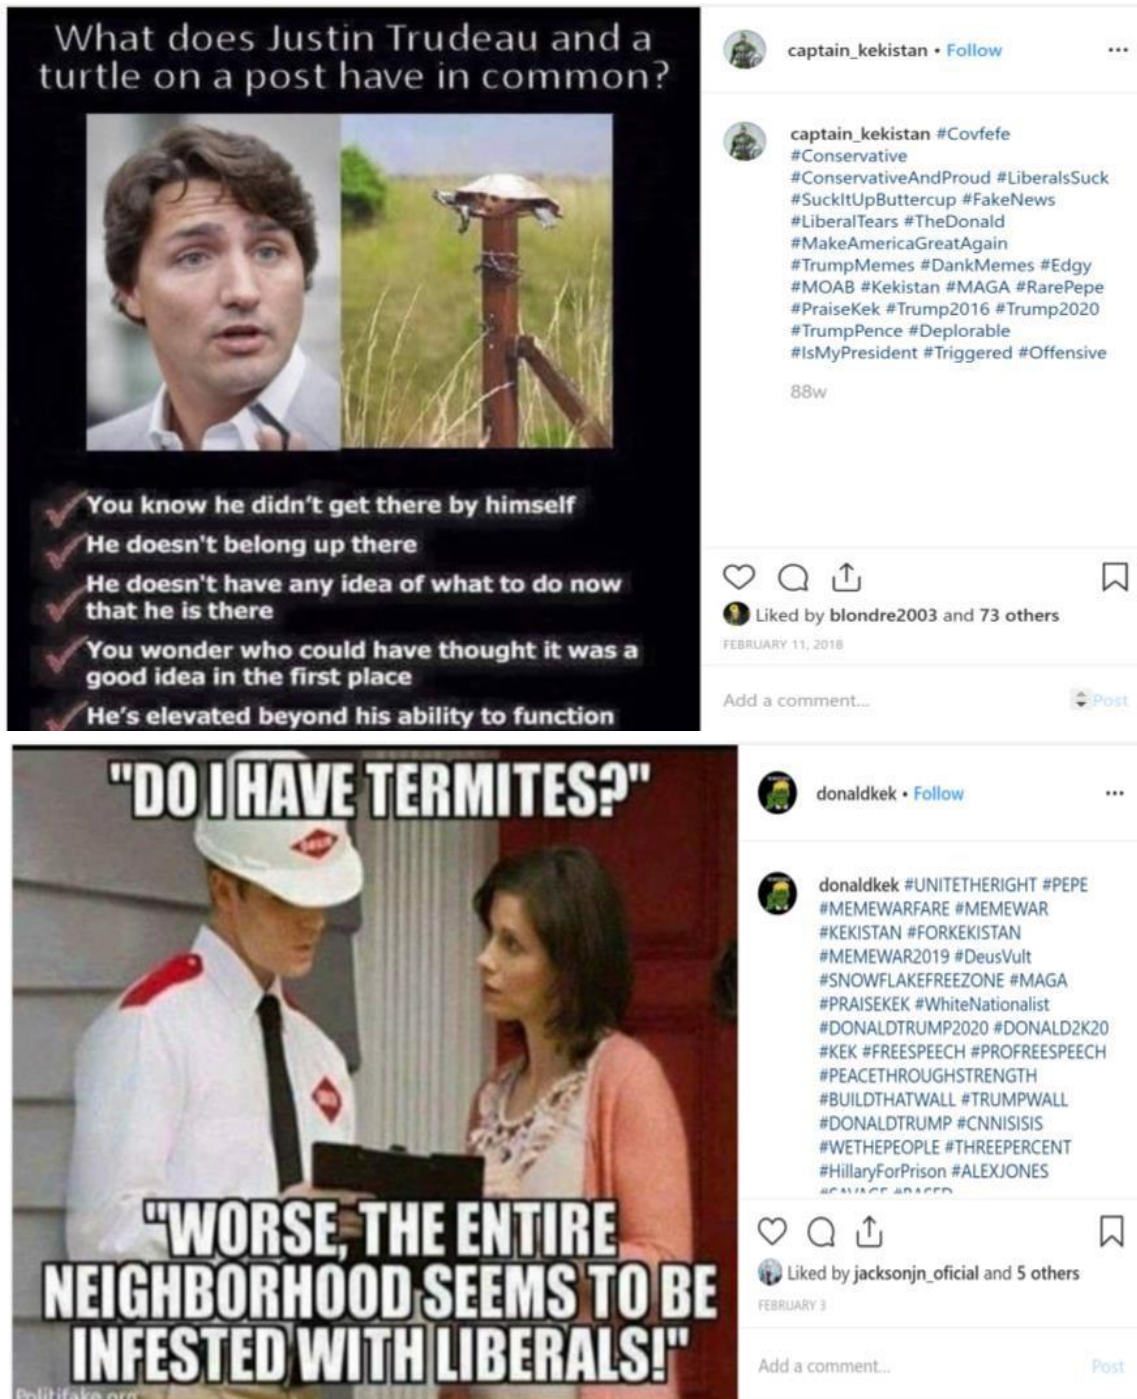 What does Justin Trudeau and a
turtle on a post have in common?
You know he didn't get there by himself
He doesn't belong up there
He doesn't have any idea of what to do now
that he is there
You wonder who could have thought it was a
good idea in the first place
He's elevated beyond his ability to function
captain_kekistan • Follow
captain_kekistan #Covfefe
#Conservative
#ConservativeAndProud #LiberalsSuck
#SuckItUpButtercup #FakeNews
#LiberalTears #TheDonald
#MakeAmericaGreatAgain
#TrumpMemes #DankMemes #Edgy
#MOAB #Kekistan #MAGA #RarePepe
#PraiseKek #Trump2016 #Trump2020
#TrumpPence #Deplorable
#IsMyPresident #Triggered #Offensive
88w
Liked by blondre2003 and 73 others
FEBRUARY 11, 2018
Add a comment...
Post
"DO I HAVE TERMITES?"
"WORSE, THE ENTIRE
NEIGHBORHOOD SEEMS TO BE
INFESTED WITH LIBERALS!"
Politifake.org
donaldkek • Follow
donaldkek #UNITETHERIGHT #PEPE
#MEMEWARFARE #MEMEWAR
#KEKISTAN #FORKEKISTAN
#MEMEWAR2019 #DeusVult
#SNOWFLAKEFREEZONE #MAGA
#PRAISEKEK #WhiteNationalist
#DONALDTRUMP2020 #DONALD2K20
#KEK #FREESPEECH #PROFREESPEECH
#PEACETHROUGHSTRENGTH
#BUILDTHATWALL #TRUMPWALL
#DONALDTRUMP #CNNISISIS
#WETHEPEOPLE #THREEPERCENT
#HillaryForPrison #ALEXJONES
#SAVAGE #BASED
Liked by jacksonjn_oficial and 5 others
FEBRUARY 3
Add a comment...
Post